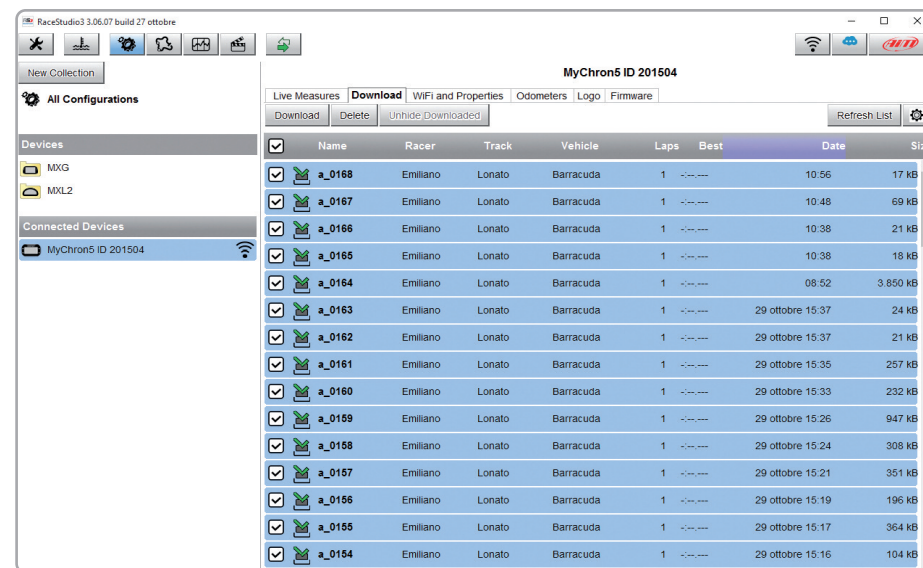 RaceStudio3 3.06.07 build 27 ottobre
AiM
New Collection
MyChron5 ID 201504
All Configurations
Live Measures Download WiFi and Properties Odometers Logo Firmware
Download Delete Unhide Downloaded Refresh List
Devices
Name Racer Track Vehicle Laps Best Date Si
MXG
MXL2
Connected Devices
MyChron5 ID 201504
a_0168 Emiliano Lonato Barracuda 1 -:--.--- 10:56 17 kB
a_0167 Emiliano Lonato Barracuda 1 -:--.--- 10:48 69 kB
a_0166 Emiliano Lonato Barracuda 1 -:--.--- 10:38 21 kB
a_0165 Emiliano Lonato Barracuda 1 -:--.--- 10:38 18 kB
a_0164 Emiliano Lonato Barracuda 1 -:--.--- 08:52 3.850 kB
a_0163 Emiliano Lonato Barracuda 1 -:--.--- 29 ottobre 15:37 24 kB
a_0162 Emiliano Lonato Barracuda 1 -:--.--- 29 ottobre 15:37 21 kB
a_0161 Emiliano Lonato Barracuda 1 -:--.--- 29 ottobre 15:35 257 kB
a_0160 Emiliano Lonato Barracuda 1 -:--.--- 29 ottobre 15:33 232 kB
a_0159 Emiliano Lonato Barracuda 1 -:--.--- 29 ottobre 15:26 947 kB
a_0158 Emiliano Lonato Barracuda 1 -:--.--- 29 ottobre 15:24 308 kB
a_0157 Emiliano Lonato Barracuda 1 -:--.--- 29 ottobre 15:21 351 kB
a_0156 Emiliano Lonato Barracuda 1 -:--.--- 29 ottobre 15:19 196 kB
a_0155 Emiliano Lonato Barracuda 1 -:--.--- 29 ottobre 15:17 364 kB
a_0154 Emiliano Lonato Barracuda 1 -:--.--- 29 ottobre 15:16 104 kB